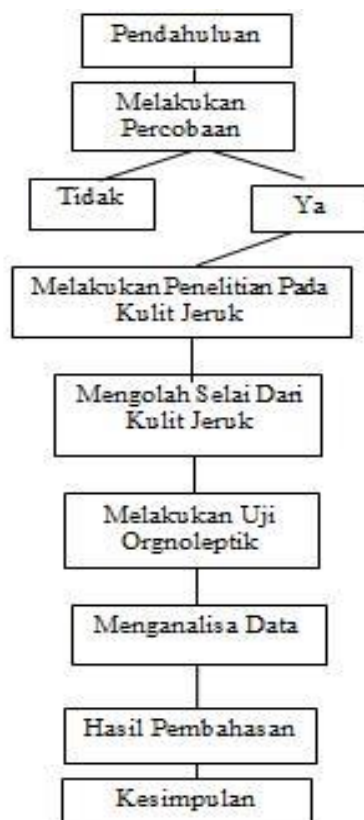 Pendahuluan
Melakukan
Percobaan
Tidak
Ya
Melakukan Penelitian Pada
Kulit Jeruk
Mengolah Selai Dari
Kulit Jeruk
Melakukan Uji
Orgnoleptik
Menganalisa Data
Hasil Pembahasan
Kesimpulan